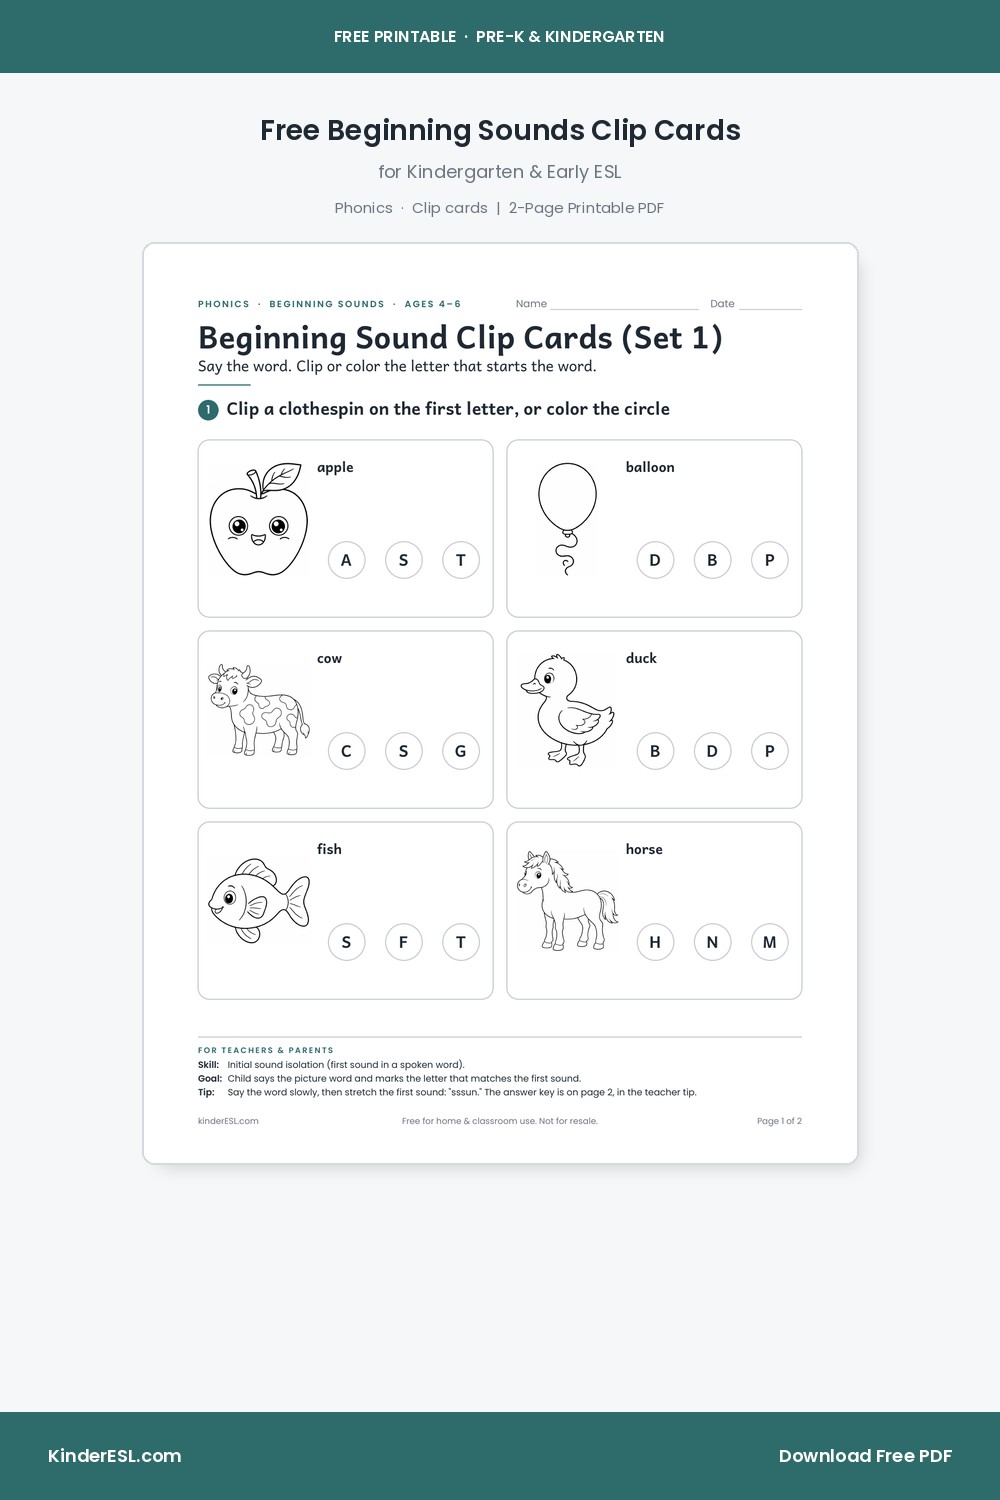 FREE PRINTABLE · PRE-K & KINDERGARTEN
Free Beginning Sounds Clip Cards
for Kindergarten & Early ESL
Phonics · Clip cards | 2-Page Printable PDF
PHONICS · BEGINNING SOUNDS · AGES 4–6 Name Date
Beginning Sound Clip Cards (Set 1)
Say the word. Clip or color the letter that starts the word.
1 Clip a clothespin on the first letter, or color the circle
apple
A S T
balloon
D B P
cow
C S G
duck
B D P
fish
S F T
horse
H N M
FOR TEACHERS & PARENTS
Skill: Initial sound isolation (first sound in a spoken word).
Goal: Child says the picture word and marks the letter that matches the first sound.
Tip: Say the word slowly, then stretch the first sound: "sssun." The answer key is on page 2, in the teacher tip.
kinderESL.com Free for home & classroom use. Not for resale. Page 1 of 2
KinderESL.com Download Free PDF